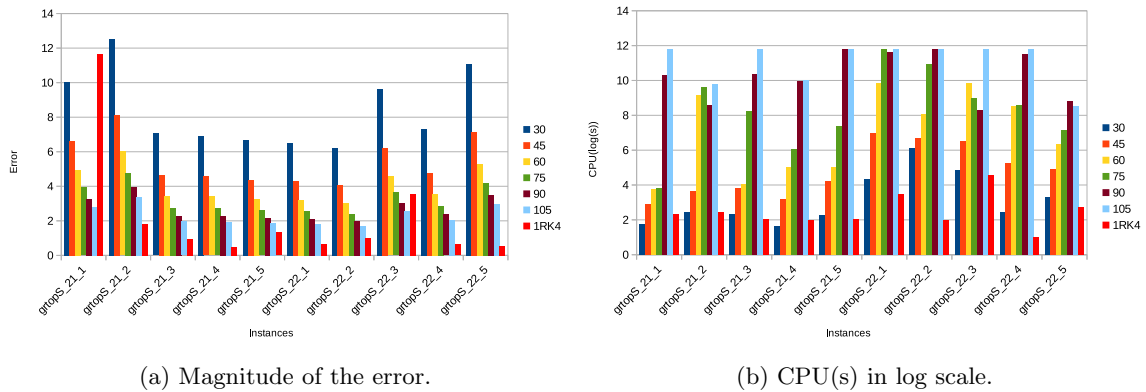 14
12
10
8
6
4
2
0
Error
grtopS_21_1
grtopS_21_2
grtopS_21_3
grtopS_21_4
grtopS_21_5
grtopS_22_1
grtopS_22_2
grtopS_22_3
grtopS_22_4
grtopS_22_5
Instances
30
45
60
75
90
105
1RK4
(a) Magnitude of the error.
14
12
10
8
6
4
2
0
CPU(log(s))
grtopS_21_1
grtopS_21_2
grtopS_21_3
grtopS_21_4
grtopS_21_5
grtopS_22_1
grtopS_22_2
grtopS_22_3
grtopS_22_4
grtopS_22_5
Instances
30
45
60
75
90
105
1RK4
(b) CPU(s) in log scale.